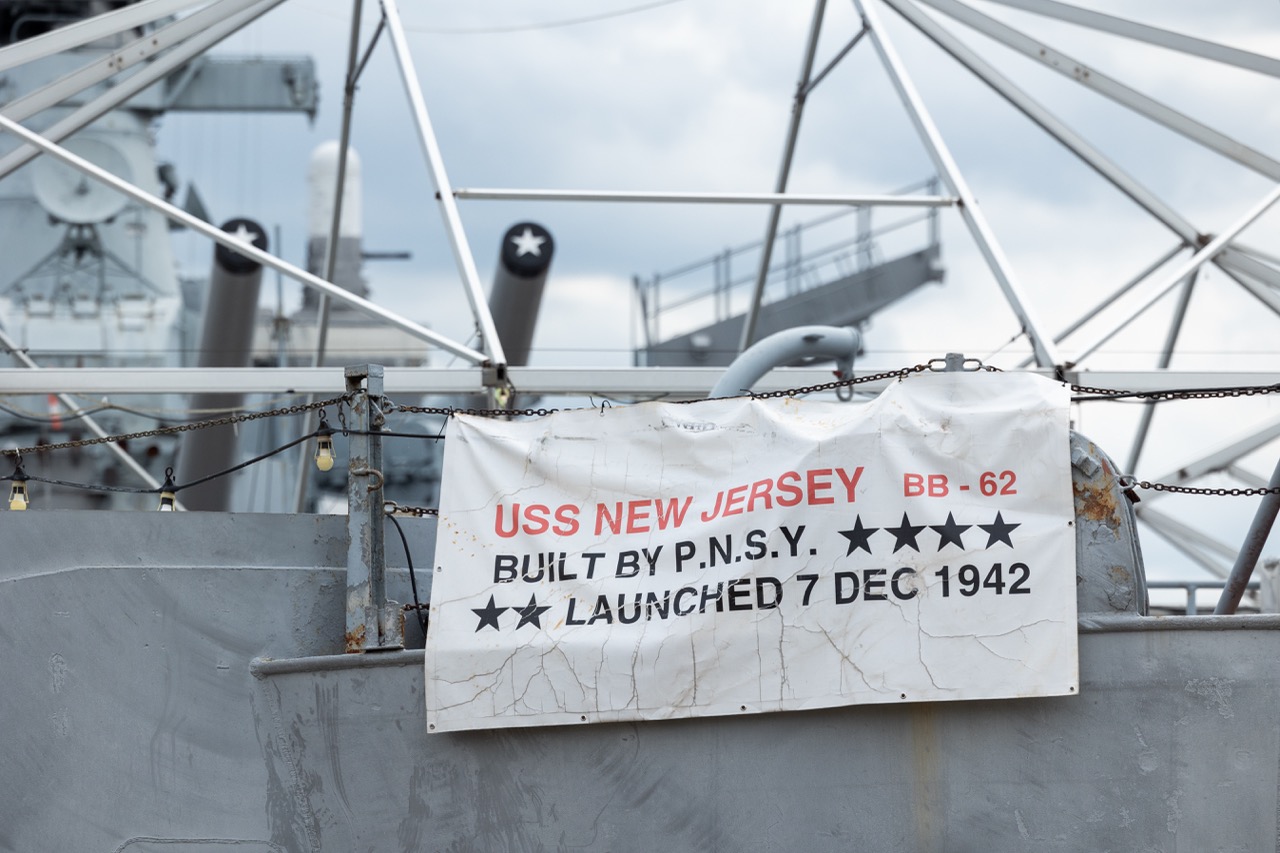 USS NEW JERSEY BB - 62
BUILT BY P.N.S.Y. ★★★★
★★ LAUNCHED 7 DEC 1942